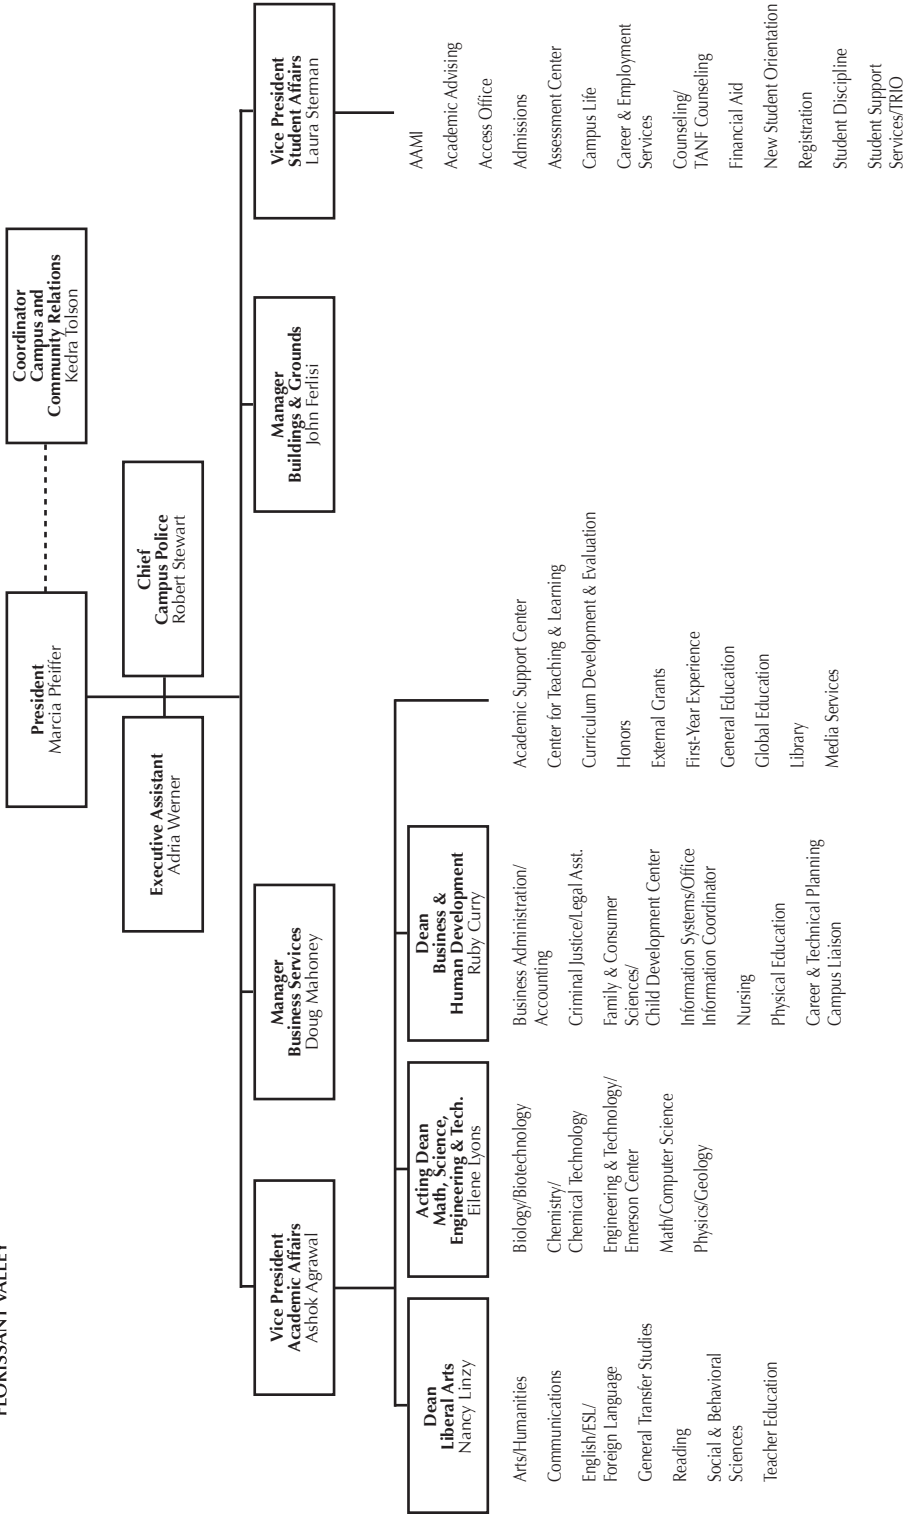 FLORISSANT VALLEY
President
Marcia Pfeiffer
Coordinator
Campus and
Community Relations
Kedra Tolson
Executive Assistant
Adria Werner
Chief
Campus Police
Robert Stewart
Vice President
Academic Affairs
Ashok Agrawal
Manager
Business Services
Doug Mahoney
Manager
Buildings & Grounds
John Ferlisi
Vice President
Student Affairs
Laura Sterman
Dean
Liberal Arts
Nancy Linzy
Arts/Humanities
Communications
English/ESL/
Foreign Language
General Transfer Studies
Reading
Social & Behavioral
Sciences
Teacher Education
Acting Dean
Math, Science,
Engineering & Tech.
Eilene Lyons
Biology/Biotechnology
Chemistry/
Chemical Technology
Engineering & Technology/
Emerson Center
Math/Computer Science
Physics/Geology
Dean
Business &
Human Development
Ruby Curry
Business Administration/
Accounting
Criminal Justice/Legal Asst.
Family & Consumer
Sciences/
Child Development Center
Information Systems/Office
Information Coordinator
Nursing
Physical Education
Career & Technical Planning
Campus Liaison
Academic Support Center
Center for Teaching & Learning
Curriculum Development & Evaluation
Honors
External Grants
First-Year Experience
General Education
Global Education
Library
Media Services
AAMI
Academic Advising
Access Office
Admissions
Assessment Center
Campus Life
Career & Employment
Services
Counseling/
TANF Counseling
Financial Aid
New Student Orientation
Registration
Student Discipline
Student Support
Services/TRIO